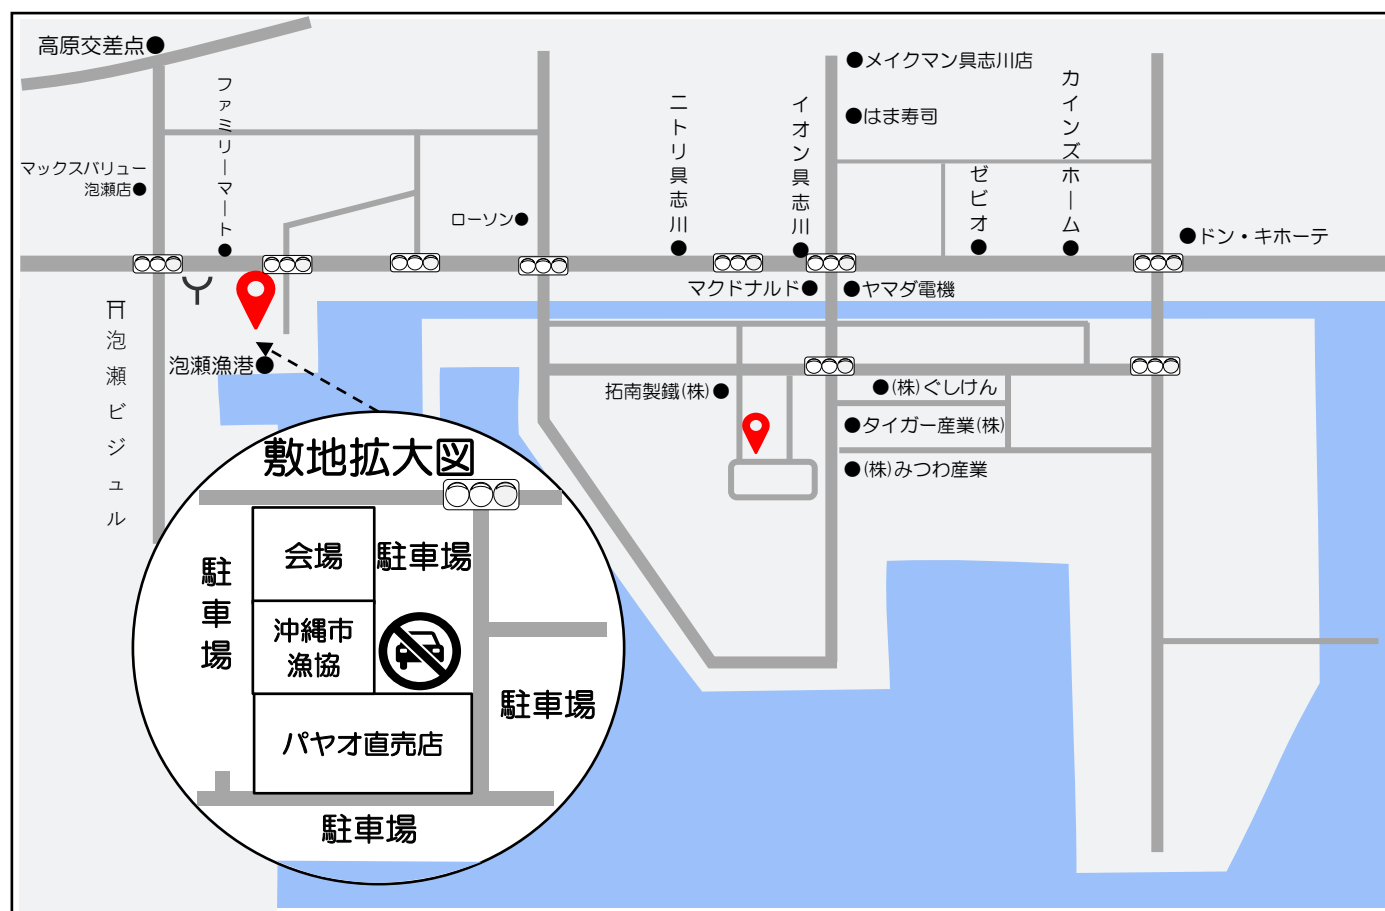 高原交差点
ファミリーマート
マックスバリュー
泡瀬店
ローソン
ニトリ具志川
イオン具志川
メイクマン具志川店
はま寿司
カインズホーム
ゼビオ
ドン・キホーテ
マクドナルド
ヤマダ電機
泡瀬ビジュル
泡瀬漁港
拓南製鐵(株)
(株)ぐしけん
タイガー産業(株)
(株)みつわ産業
敷地拡大図
会場
駐車場
駐車場
沖縄市
漁協
駐車場
パヤオ直売店
駐車場